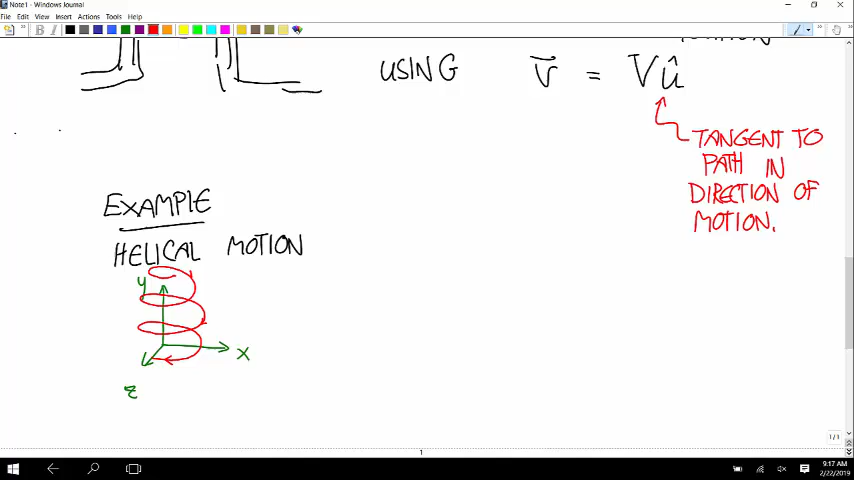 Note1 - Windows Journal
File Edit View Insert Actions Tools Help
B I
USING V̄ = Vû
TANGENT TO
PATH IN
DIRECTION OF
MOTION.
EXAMPLE
HELICAL MOTION
y
x
z
1/1
1
9:17 AM
2/22/2019